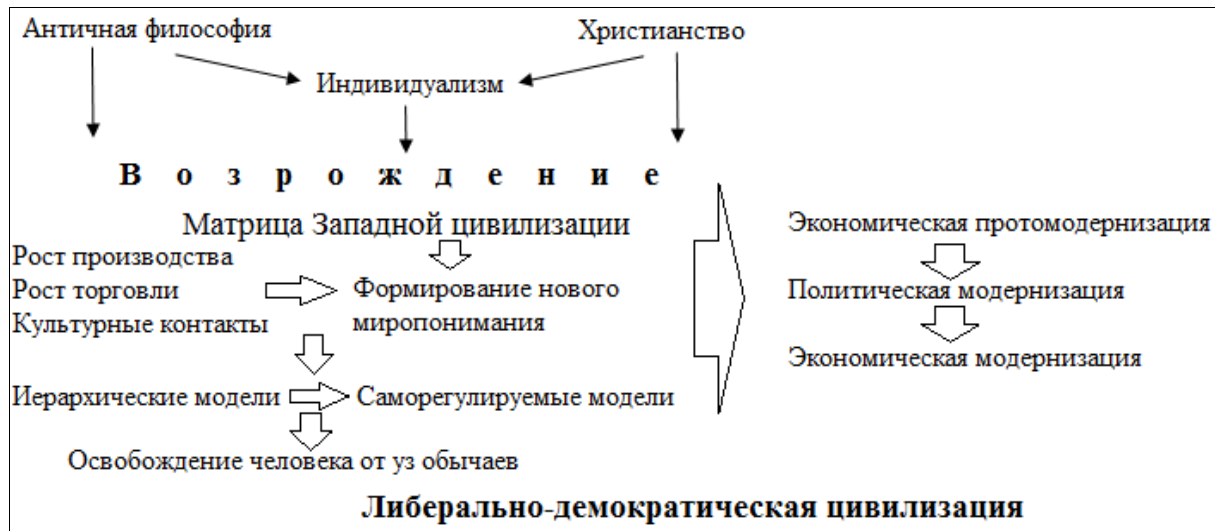 Античная философия
Христианство
Индивидуализм
В о з р о ж д е н и е
Матрица Западной цивилизации
Рост производства
Рост торговли
Культурные контакты
Формирование нового
миропонимания
Иерархические модели
Саморегулируемые модели
Освобождение человека от уз обычаев
Экономическая протомодернизация
Политическая модернизация
Экономическая модернизация
Либерально-демократическая цивилизация